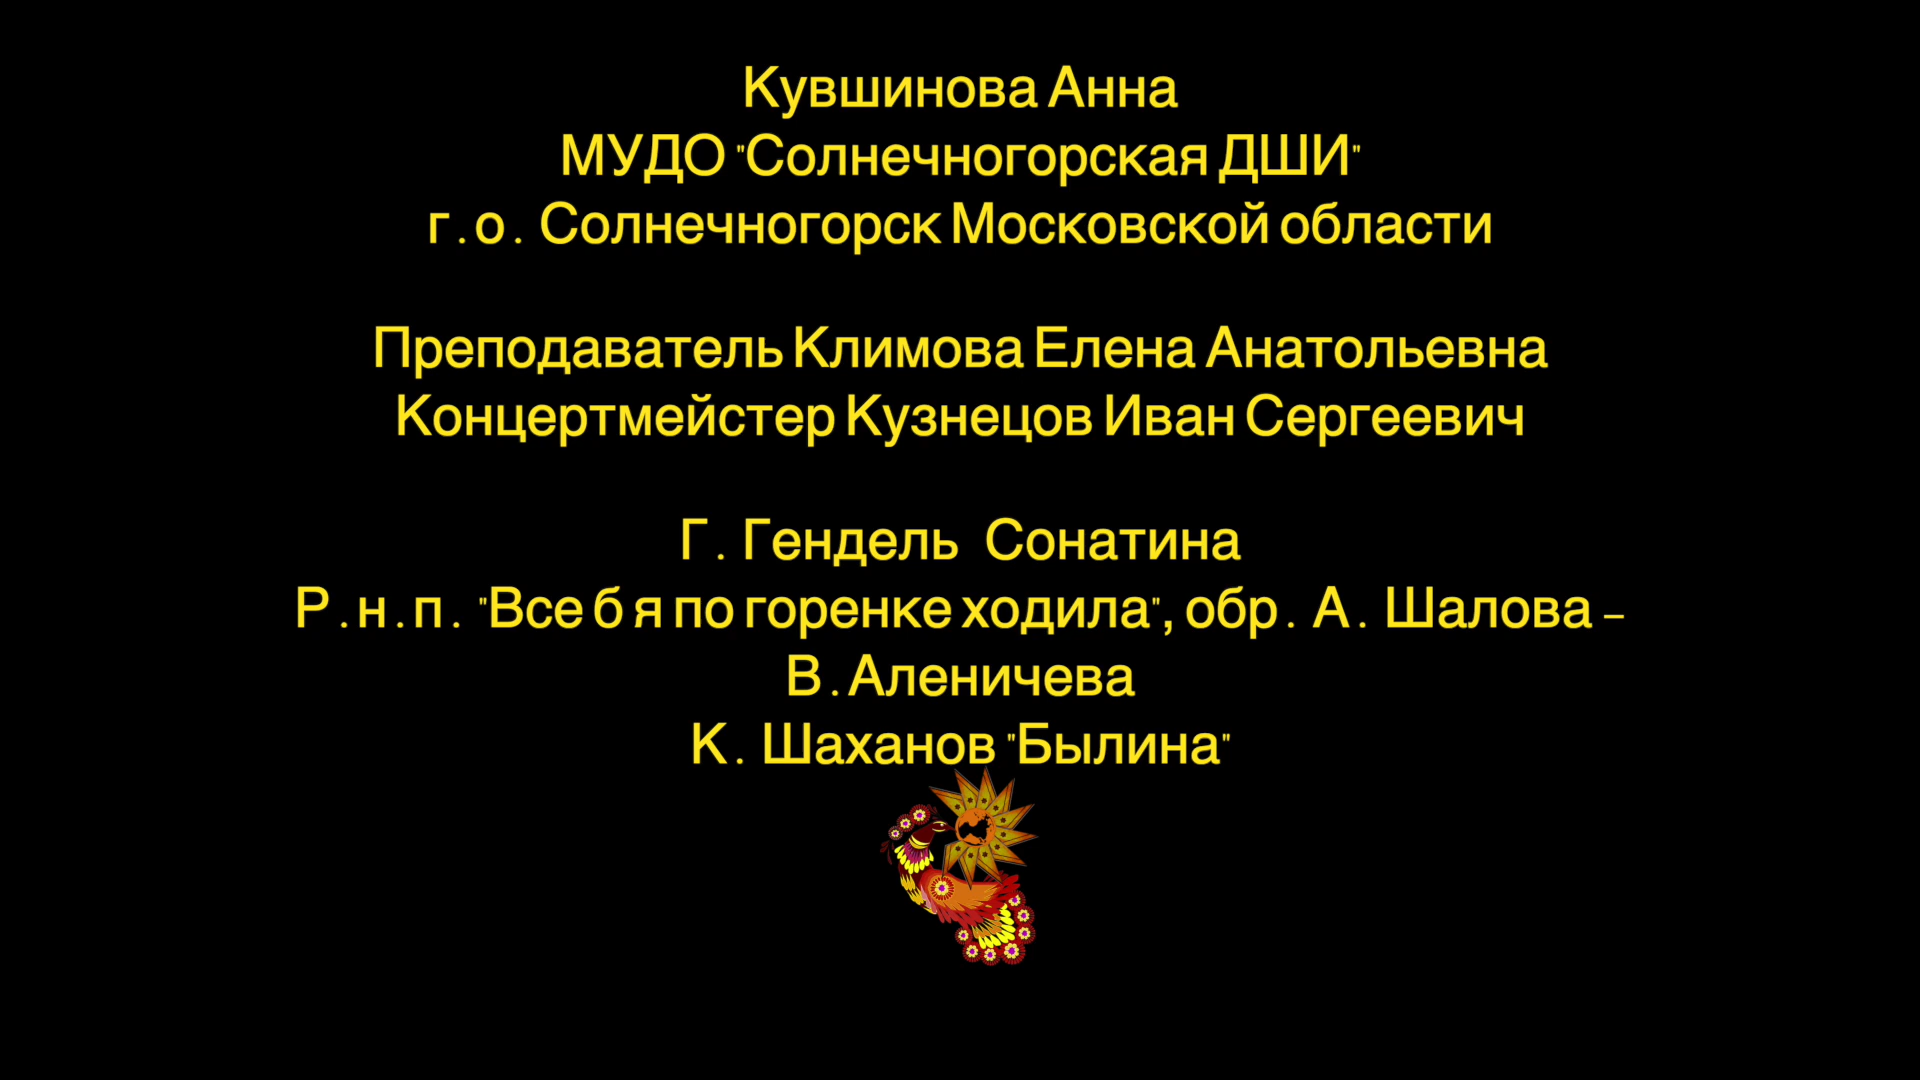 Кувшинова Анна
МУДО "Солнечногорская ДШИ"
г.о. Солнечногорск Московской области
Преподаватель Климова Елена Анатольевна
Концертмейстер Кузнецов Иван Сергеевич
Г. Гендель Сонатина
Р.н.п. "Все б я по горенке ходила", обр. А. Шалова –
В.Аленичева
К. Шаханов "Былина"